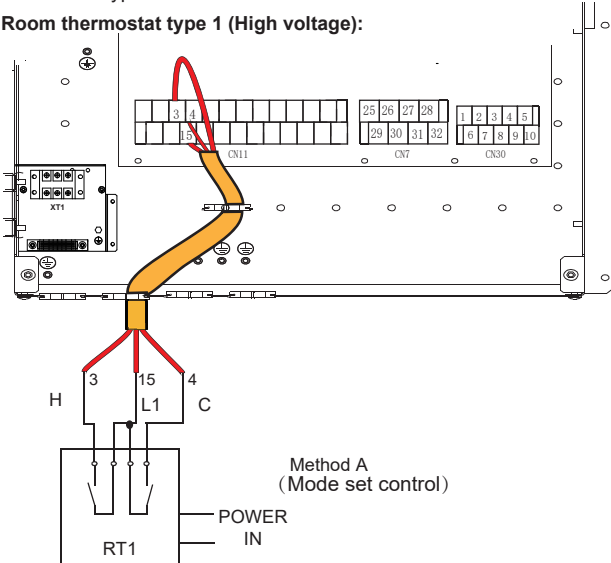 Room thermostat type 1 (High voltage):
3 4
15
CN11
25 26 27 28
29 30 31 32
CN7
1 2 3 4 5
6 7 8 9 10
CN30
XT1
3 15 4
H L1 C
Method A
(Mode set control)
POWER
IN
RT1